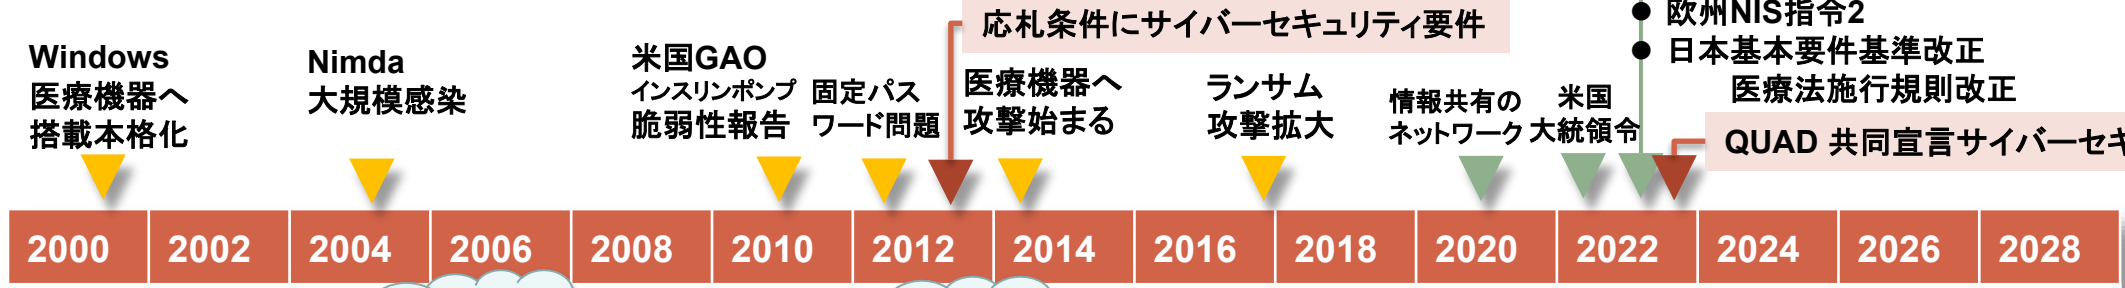 Windows
医療機器へ
搭載本格化
Nimda
大規模感染
米国GAO
インスリンポンプ
脆弱性報告
固定パス
ワード問題
応札条件にサイバーセキュリティ要件
医療機器へ
攻撃始まる
ランサム
攻撃拡大
情報共有の
ネットワーク
米国
大統領令
● 欧州NIS指令2
● 日本基本要件基準改正
医療法施行規則改正
QUAD 共同宣言サイバーセキ
2000 2002 2004 2006 2008 2010 2012 2014 2016 2018 2020 2022 2024 2026 2028